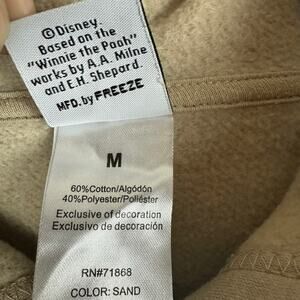 ©Disney.
Based on the
"Winnie the Pooh"
works by A.A. Milne
and E.H. Shepard.
MFD. by FREEZE
M
60%Cotton/Algodón
40%Polyester/Poliéster
Exclusive of decoration
Exclusivo de decoración
RN#71868
COLOR: SAND